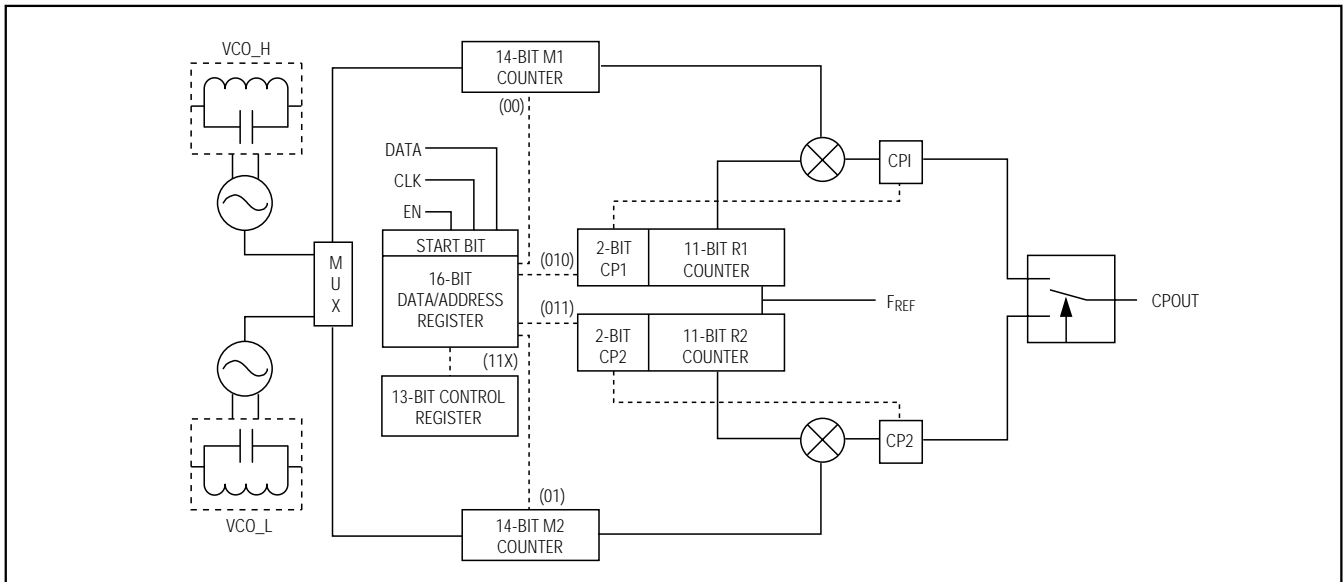 VCO_H
14-BIT M1
COUNTER
(00)
DATA
CLK
EN
START BIT
16-BIT
DATA/ADDRESS
REGISTER
(010)
(011)
(11X)
13-BIT CONTROL
REGISTER
M
U
X
2-BIT
CP1
11-BIT R1
COUNTER
FREF
2-BIT
CP2
11-BIT R2
COUNTER
CPI
CP2
CPOUT
(01)
14-BIT M2
COUNTER
VCO_L